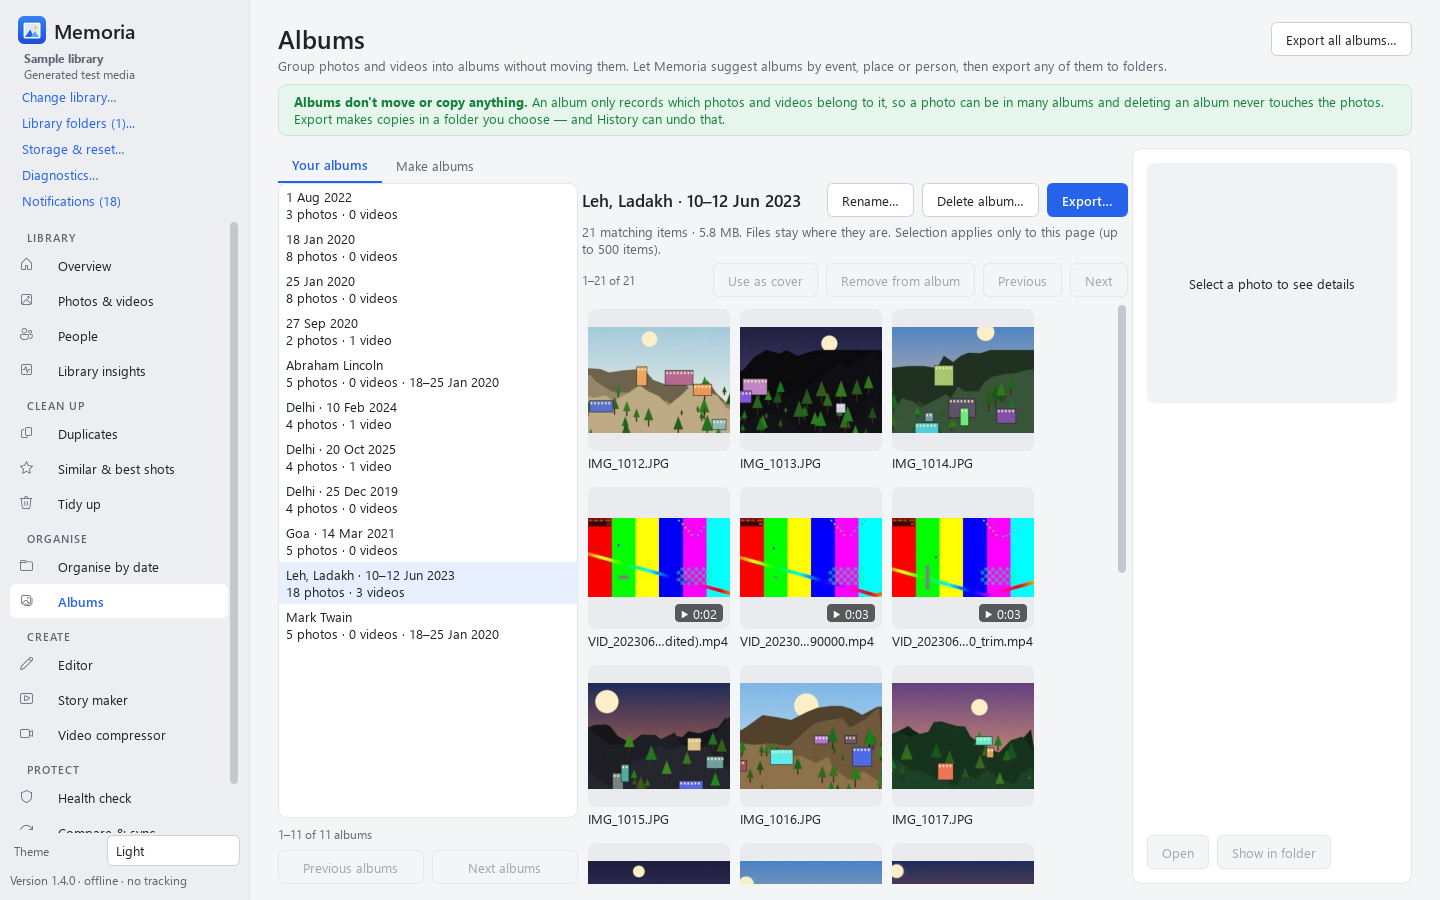 Memoria
Sample library
Generated test media
Change library...
Library folders (1)...
Storage & reset...
Diagnostics...
Notifications (18)
LIBRARY
Overview
Photos & videos
People
Library insights
CLEAN UP
Duplicates
Similar & best shots
Tidy up
ORGANISE
Organise by date
Albums
CREATE
Editor
Story maker
Video compressor
PROTECT
Health check
Compare & sync
Theme
Light
Version 1.4.0 · offline · no tracking
Albums
Export all albums...
Group photos and videos into albums without moving them. Let Memoria suggest albums by event, place or person, then export any of them to folders.
Albums don't move or copy anything. An album only records which photos and videos belong to it, so a photo can be in many albums and deleting an album never touches the photos.
Export makes copies in a folder you choose — and History can undo that.
Your albums
Make albums
1 Aug 2022
3 photos · 0 videos
18 Jan 2020
8 photos · 0 videos
25 Jan 2020
8 photos · 0 videos
27 Sep 2020
2 photos · 1 video
Abraham Lincoln
5 photos · 0 videos · 18–25 Jan 2020
Delhi · 10 Feb 2024
4 photos · 1 video
Delhi · 20 Oct 2025
4 photos · 1 video
Delhi · 25 Dec 2019
4 photos · 0 videos
Goa · 14 Mar 2021
5 photos · 0 videos
Leh, Ladakh · 10–12 Jun 2023
18 photos · 3 videos
Mark Twain
5 photos · 0 videos · 18–25 Jan 2020
1–11 of 11 albums
Previous albums
Next albums
Leh, Ladakh · 10–12 Jun 2023
Rename...
Delete album...
Export...
21 matching items · 5.8 MB. Files stay where they are. Selection applies only to this page (up
to 500 items).
1–21 of 21
Use as cover
Remove from album
Previous
Next
IMG_1012.JPG
IMG_1013.JPG
IMG_1014.JPG
0:02
0:03
0:03
VID_202306...dited).mp4
VID_20230...90000.mp4
VID_202306...0_trim.mp4
IMG_1015.JPG
IMG_1016.JPG
IMG_1017.JPG
Select a photo to see details
Open
Show in folder